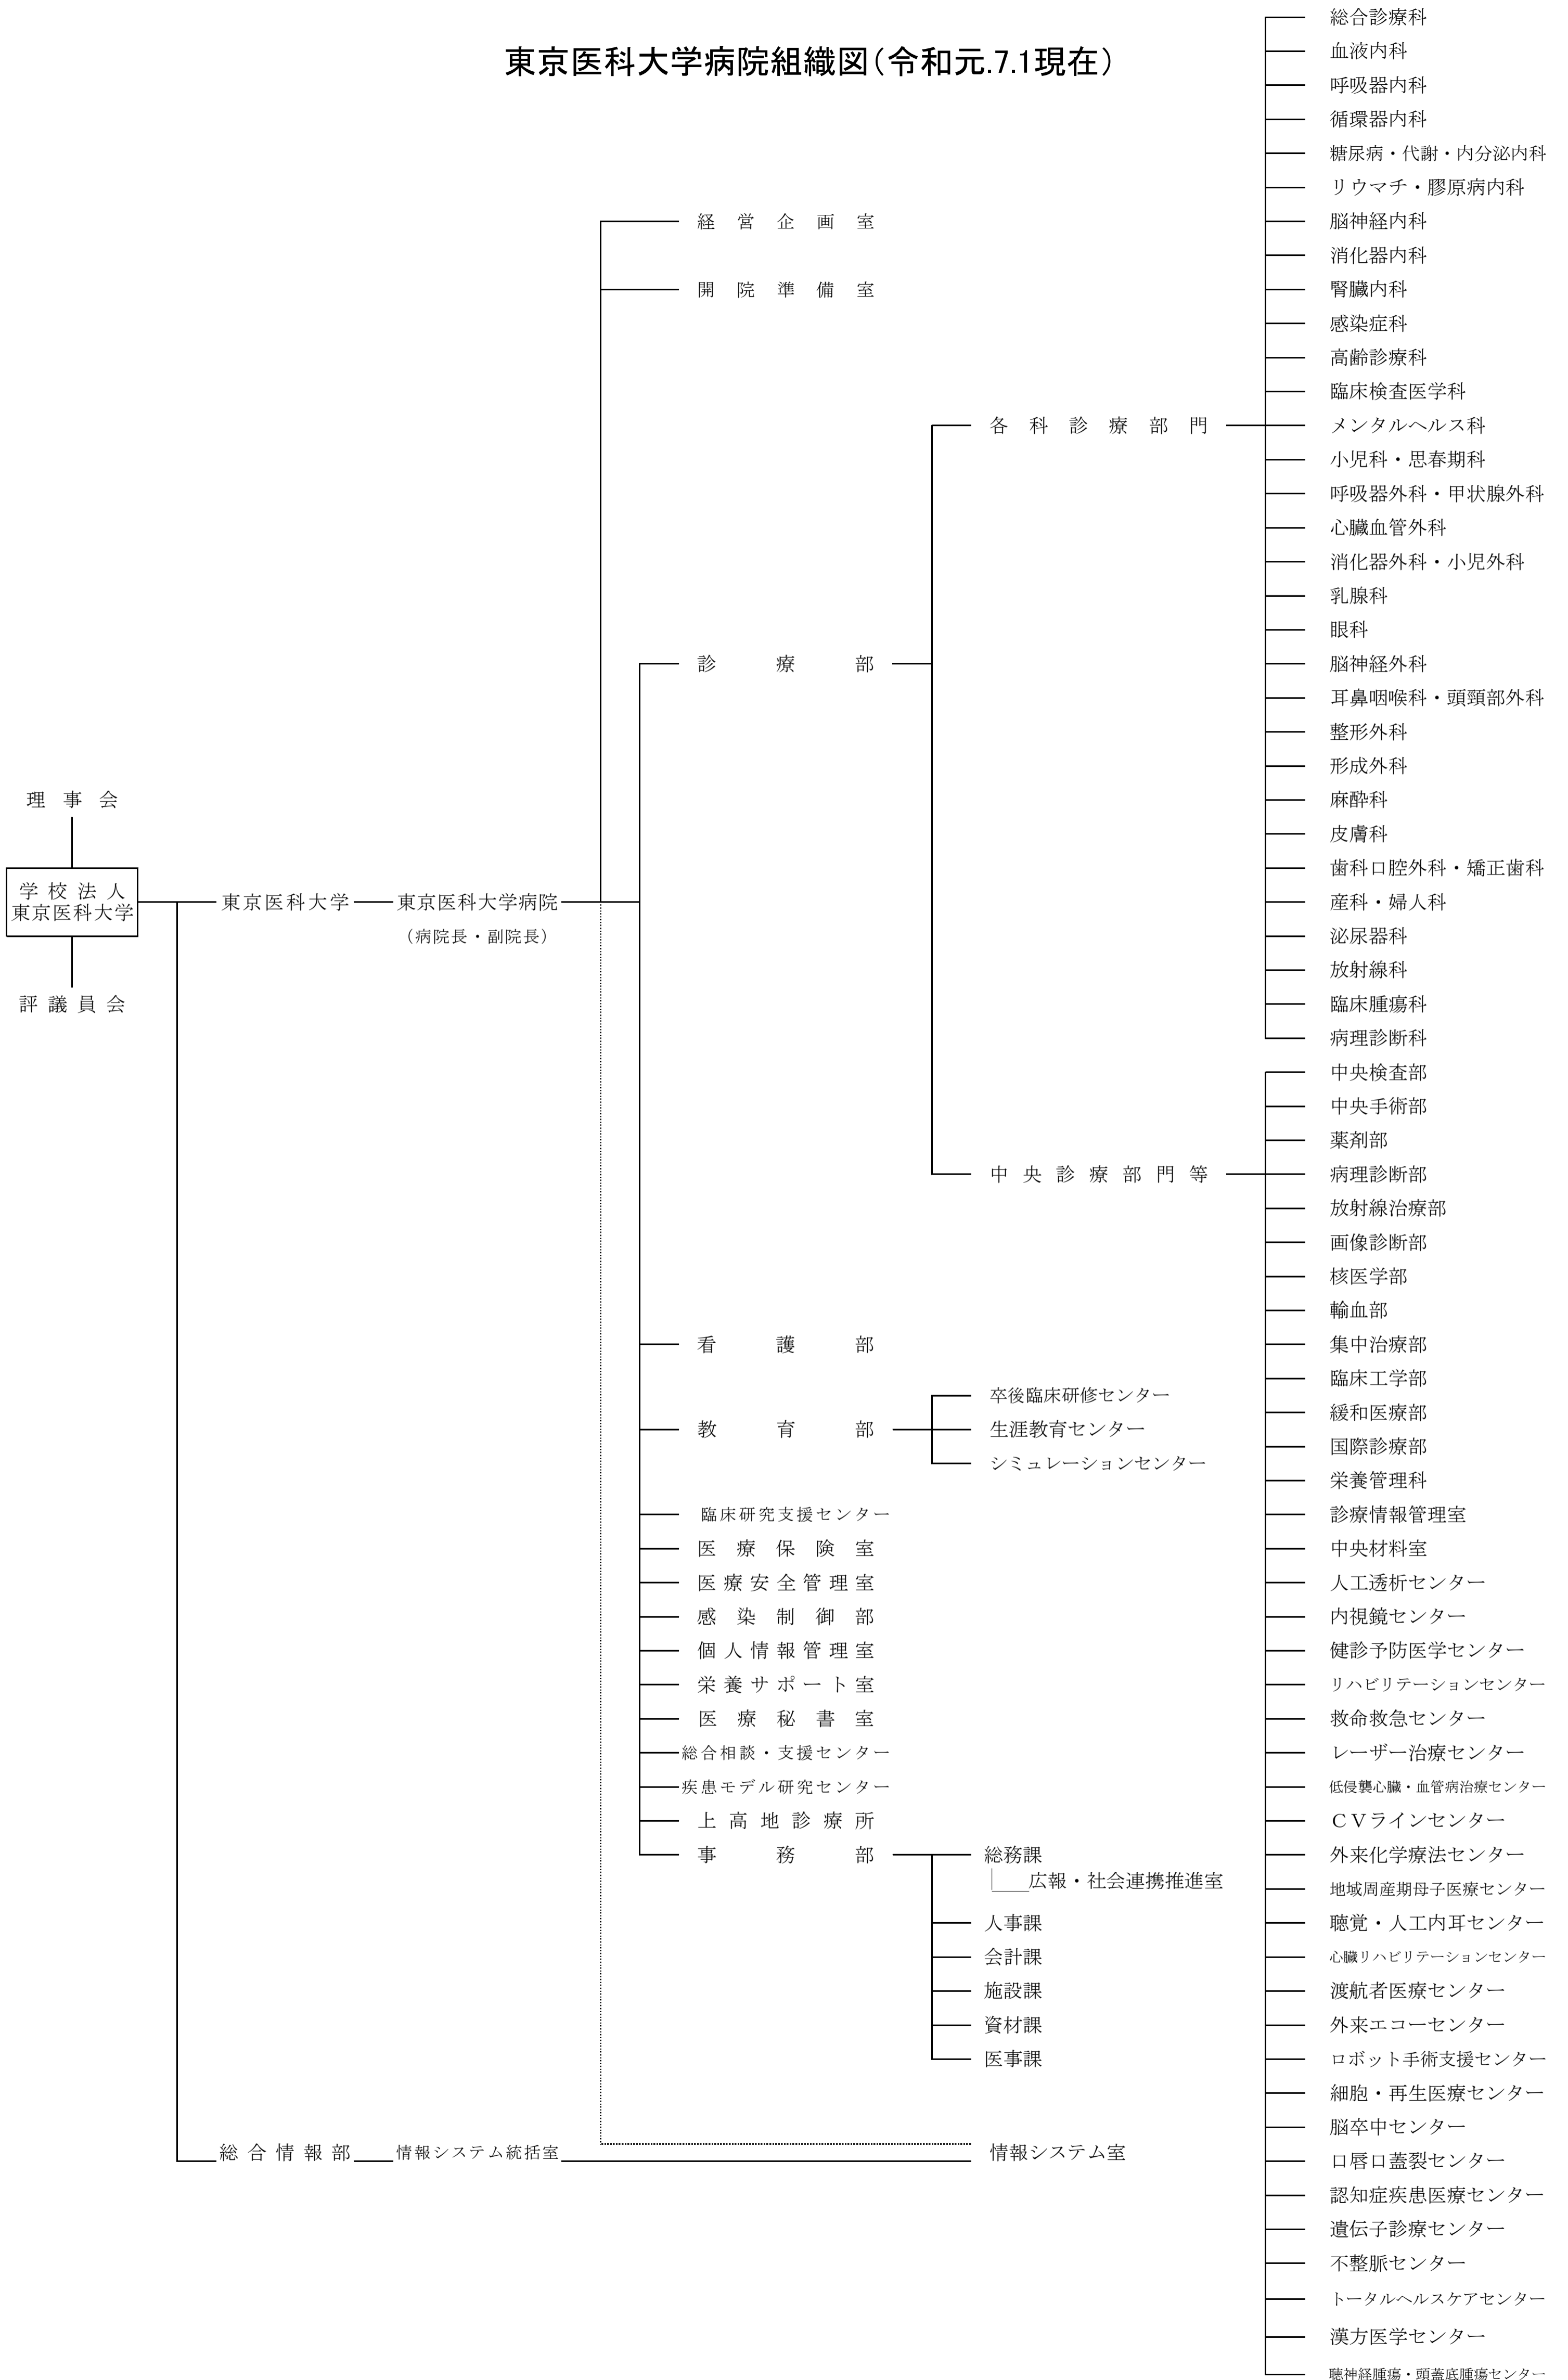 東京医科大学病院組織図（令和元.7.1現在）
理事会
学校法人
東京医科大学
評議員会
東京医科大学
東京医科大学病院
（病院長・副院長）
総合情報部
情報システム統括室
情報システム室
経営企画室
開院準備室
診療部
看護部
教育部
臨床研究支援センター
医療保険室
医療安全管理室
感染制御部
個人情報管理室
栄養サポート室
医療秘書室
総合相談・支援センター
疾患モデル研究センター
上高地診療所
事務部
各科診療部門
中央診療部門等
卒後臨床研修センター
生涯教育センター
シミュレーションセンター
総務課
広報・社会連携推進室
人事課
会計課
施設課
資材課
医事課
総合診療科
血液内科
呼吸器内科
循環器内科
糖尿病・代謝・内分泌内科
リウマチ・膠原病内科
脳神経内科
消化器内科
腎臓内科
感染症科
高齢診療科
臨床検査医学科
メンタルヘルス科
小児科・思春期科
呼吸器外科・甲状腺外科
心臓血管外科
消化器外科・小児外科
乳腺科
眼科
脳神経外科
耳鼻咽喉科・頭頸部外科
整形外科
形成外科
麻酔科
皮膚科
歯科口腔外科・矯正歯科
産科・婦人科
泌尿器科
放射線科
臨床腫瘍科
病理診断科
中央検査部
中央手術部
薬剤部
病理診断部
放射線治療部
画像診断部
核医学部
輸血部
集中治療部
臨床工学部
緩和医療部
国際診療部
栄養管理科
診療情報管理室
中央材料室
人工透析センター
内視鏡センター
健診予防医学センター
リハビリテーションセンター
救命救急センター
レーザー治療センター
低侵襲心臓・血管病治療センター
ＣＶラインセンター
外来化学療法センター
地域周産期母子医療センター
聴覚・人工内耳センター
心臓リハビリテーションセンター
渡航者医療センター
外来エコーセンター
ロボット手術支援センター
細胞・再生医療センター
脳卒中センター
口唇口蓋裂センター
認知症疾患医療センター
遺伝子診療センター
不整脈センター
トータルヘルスケアセンター
漢方医学センター
聴神経腫瘍・頭蓋底腫瘍センター